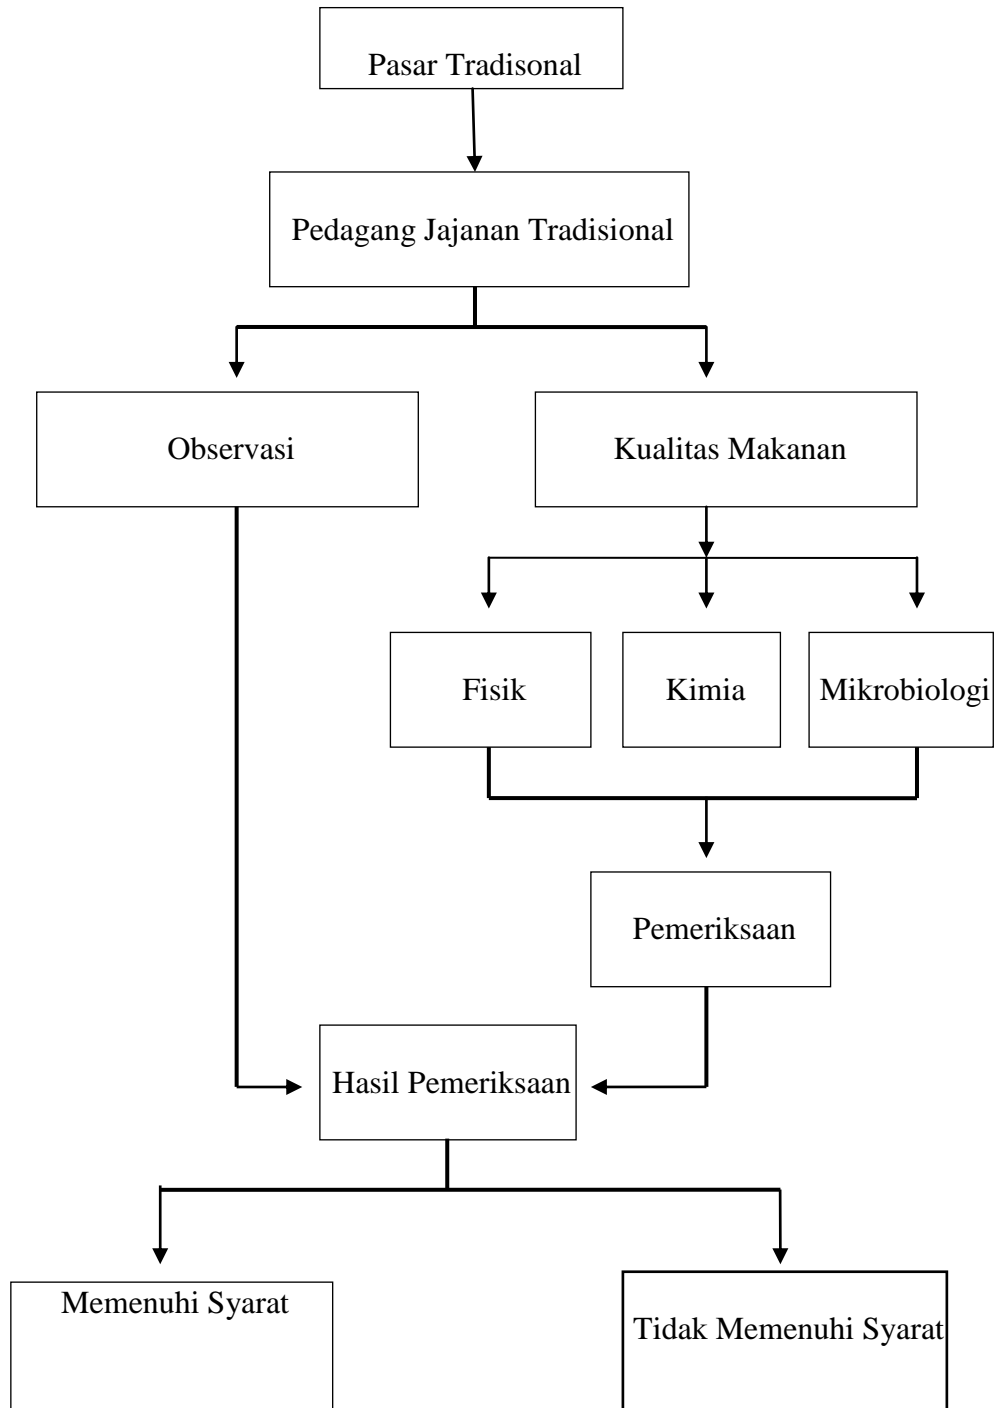 Pasar Tradisonal
Pedagang Jajanan Tradisional
Observasi
Kualitas Makanan
Fisik
Kimia
Mikrobiologi
Pemeriksaan
Hasil Pemeriksaan
Memenuhi Syarat
Tidak Memenuhi Syarat